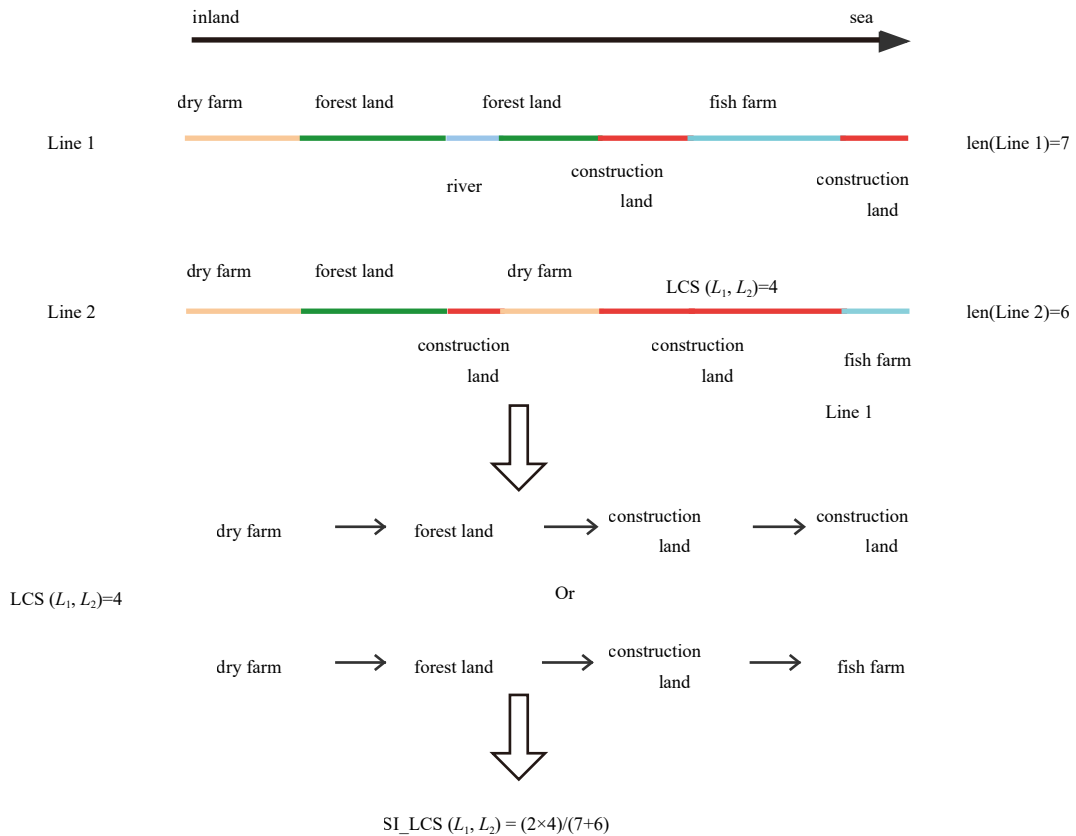 inland sea
dry farm forest land forest land fish farm
Line 1 len(Line 1)=7
river construction land construction land
dry farm forest land dry farm LCS (L₁, L₂)=4
Line 2 len(Line 2)=6
construction land construction land fish farm
Line 1
dry farm forest land construction land construction land
LCS (L₁, L₂)=4
Or
dry farm forest land construction land fish farm
SI_LCS (L₁, L₂) = (2×4)/(7+6)